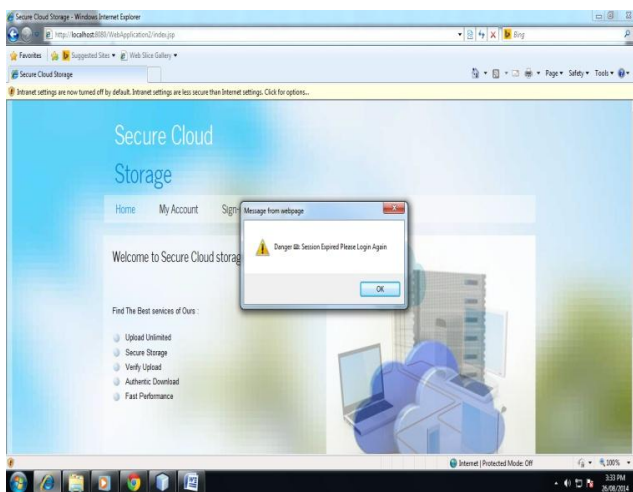 Secure Cloud Storage - Windows Internet Explorer
http://localhost:8080/WebApplication2/index.jsp
Bing
Favorites Suggested Sites Web Slice Gallery
Secure Cloud Storage
Page Safety Tools
Intranet settings are now turned off by default. Intranet settings are less secure than Internet settings. Click for options...
Secure Cloud
Storage
Home My Account Sign-
Message from webpage
Danger : Session Expired Please Login Again
OK
Welcome to Secure Cloud storag
Find The Best services of Ours :
Upload Unlimited
Secure Storage
Verify Upload
Authentic Download
Fast Performance
Internet | Protected Mode: Off
100%
3:33 PM
26/08/2014